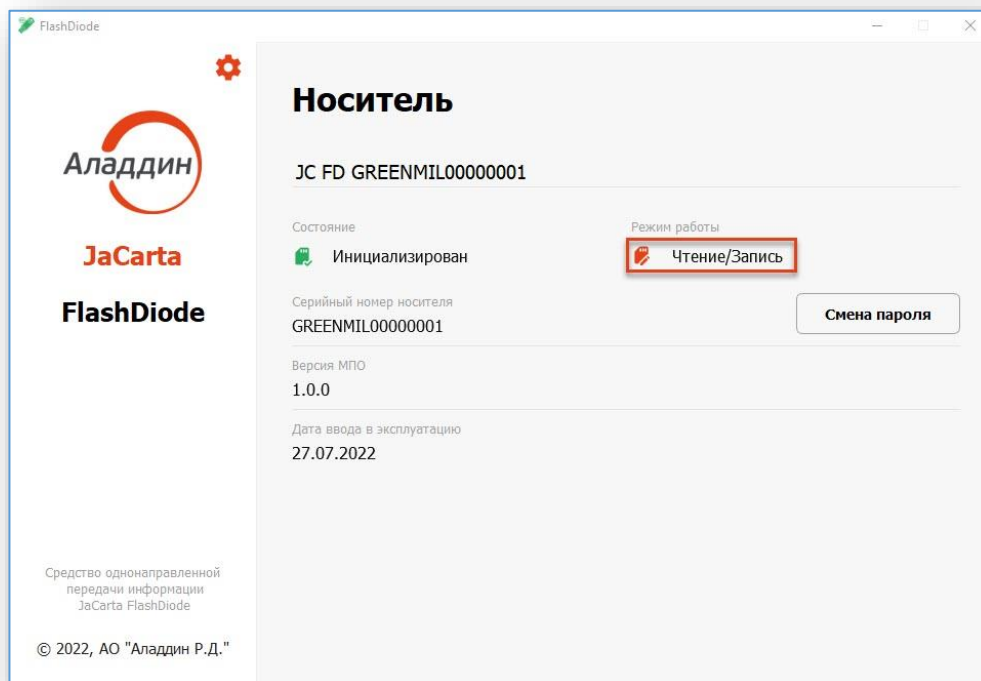 FlashDiode
Аладдин
JaCarta
FlashDiode
Средство однонаправленной
передачи информации
JaCarta FlashDiode
© 2022, АО "Аладдин Р.Д."
Носитель
JC FD GREENMIL00000001
Состояние
Инициализирован
Режим работы
Чтение/Запись
Серийный номер носителя
GREENMIL00000001
Смена пароля
Версия МПО
1.0.0
Дата ввода в эксплуатацию
27.07.2022